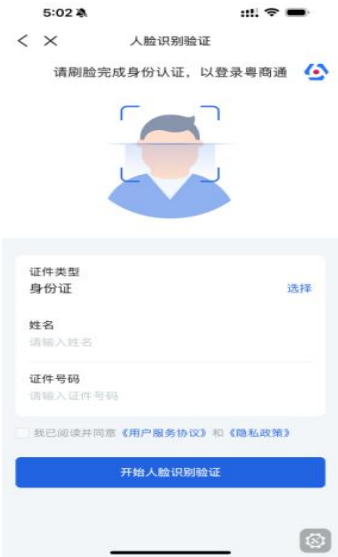 5:02
人脸识别验证
请刷脸完成身份认证，以登录粤商通
证件类型
身份证
选择
姓名
请输入姓名
证件号码
请输入证件号码
我已阅读并同意《用户服务协议》和《隐私政策》
开始人脸识别验证